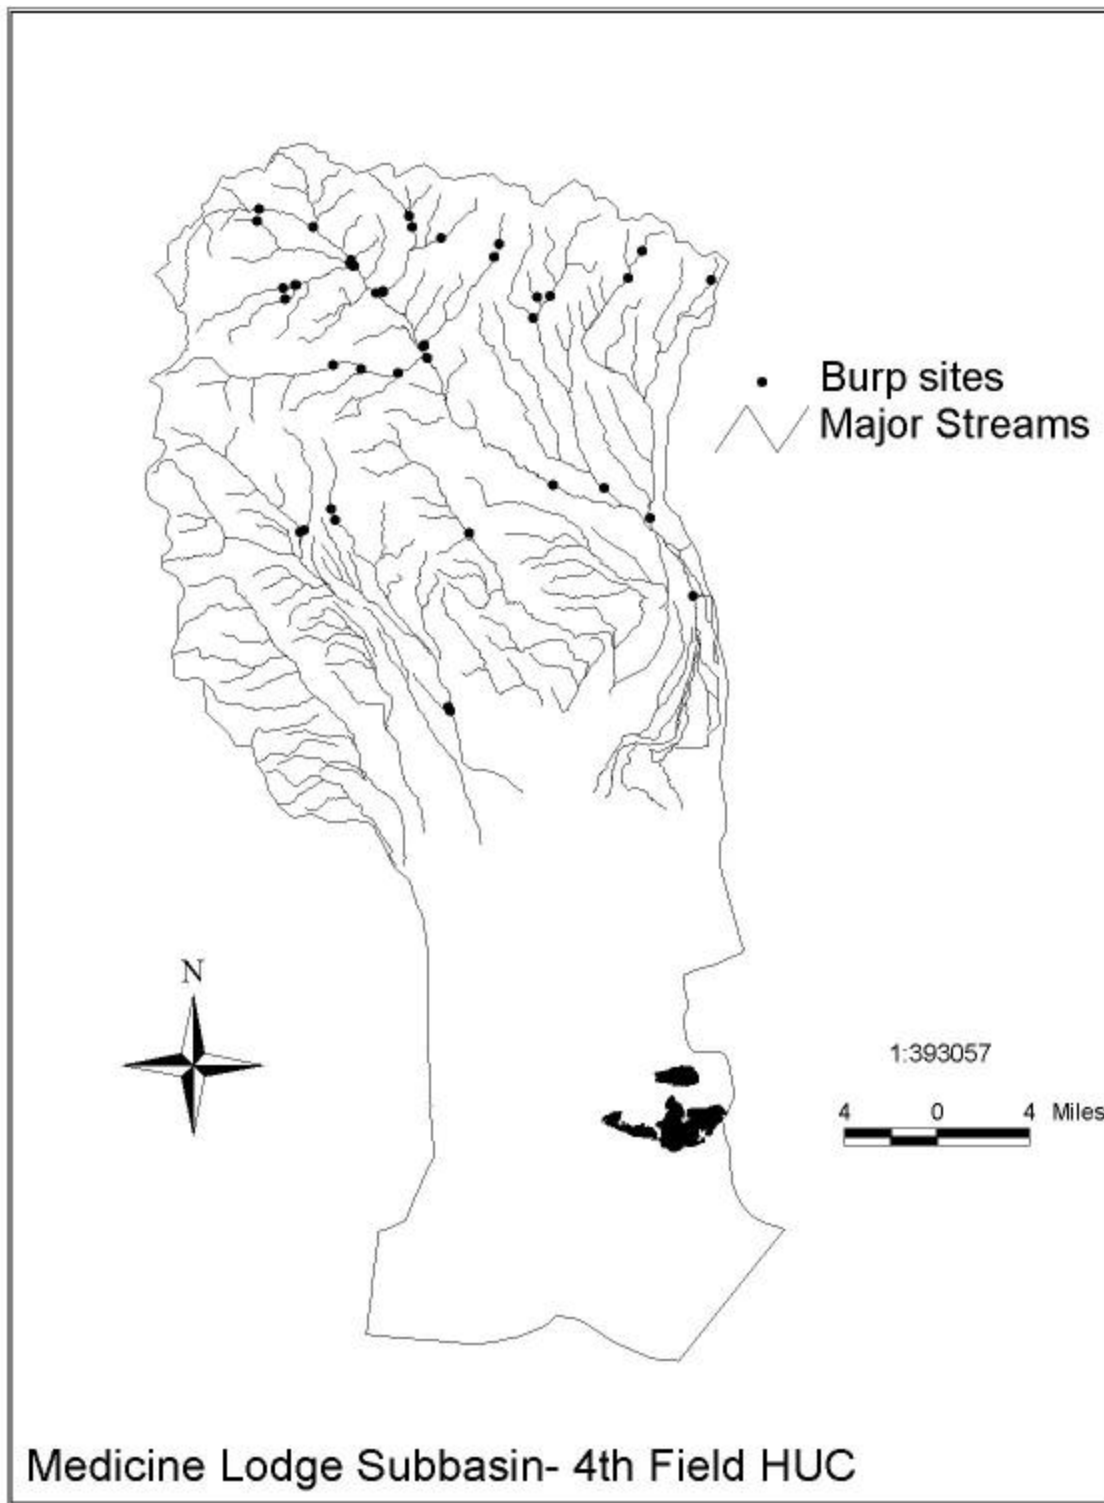 Burp sites
Major Streams
N
1:393057
4 0 4 Miles
Medicine Lodge Subbasin- 4th Field HUC